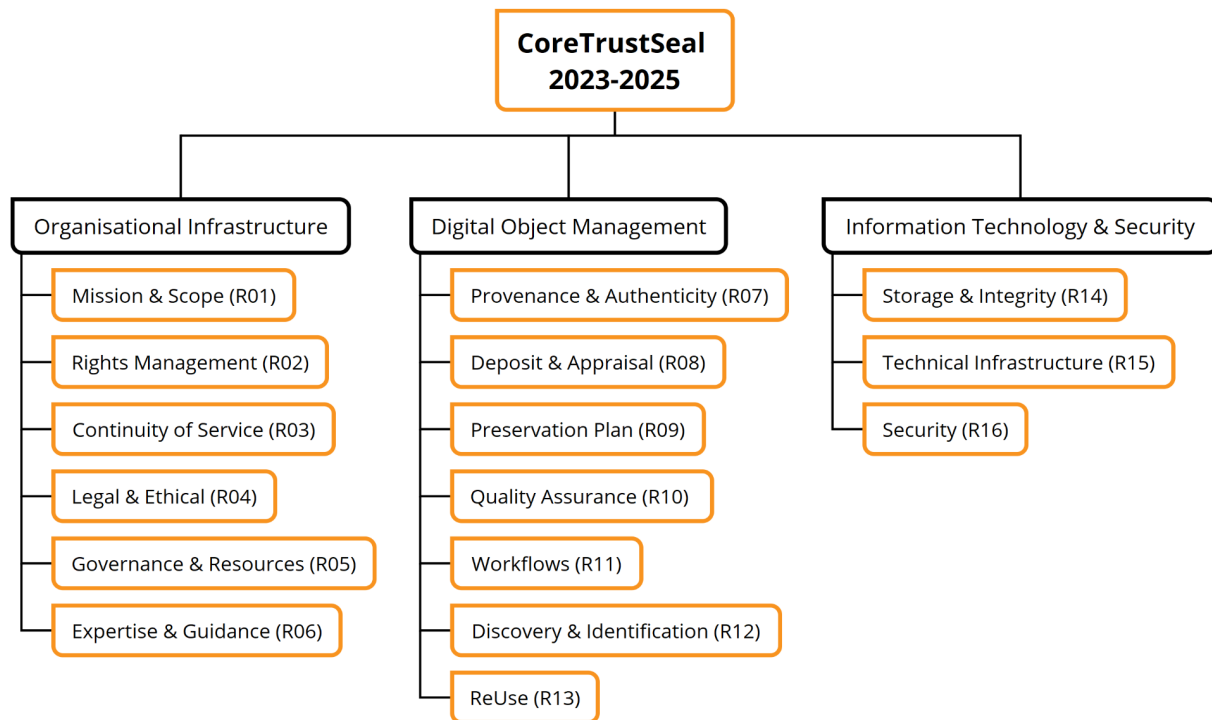 CoreTrustSeal
2023-2025
Organisational Infrastructure
Mission & Scope (R01)
Rights Management (R02)
Continuity of Service (R03)
Legal & Ethical (R04)
Governance & Resources (R05)
Expertise & Guidance (R06)
Digital Object Management
Provenance & Authenticity (R07)
Deposit & Appraisal (R08)
Preservation Plan (R09)
Quality Assurance (R10)
Workflows (R11)
Discovery & Identification (R12)
ReUse (R13)
Information Technology & Security
Storage & Integrity (R14)
Technical Infrastructure (R15)
Security (R16)